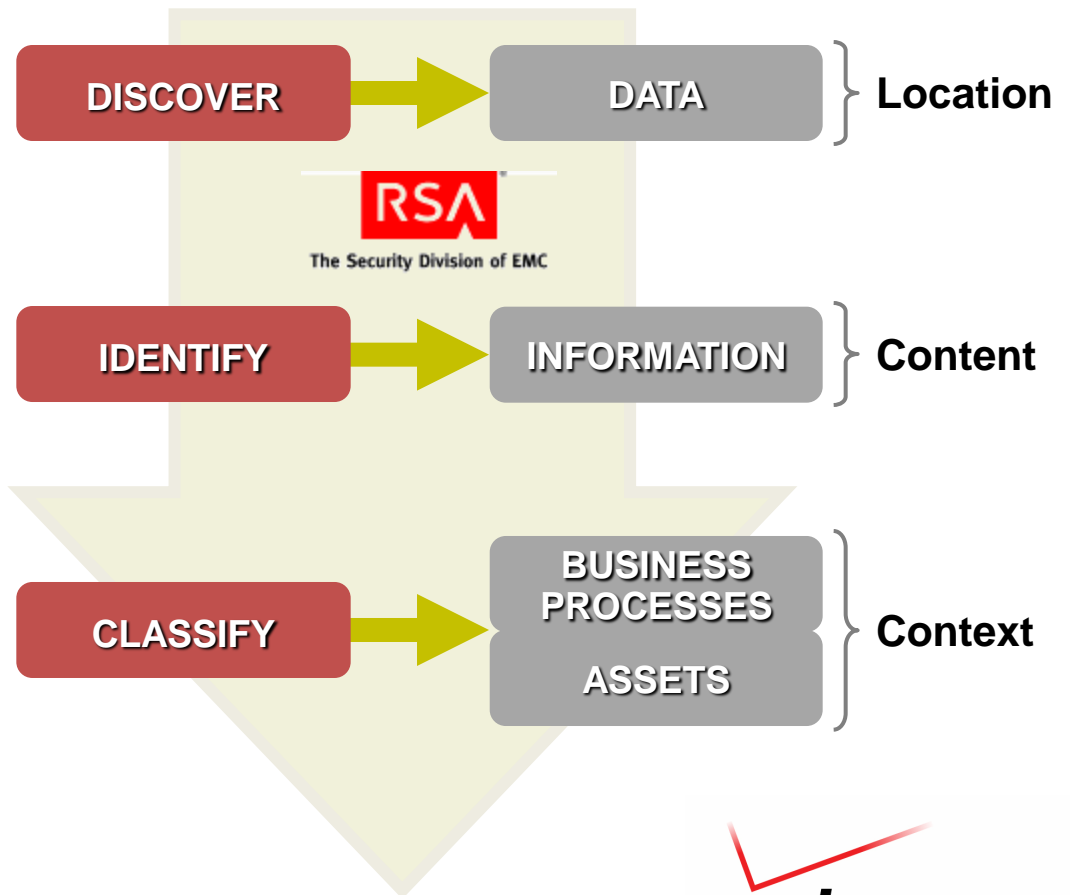 DISCOVER
DATA
Location
RSA
The Security Division of EMC
IDENTIFY
INFORMATION
Content
CLASSIFY
BUSINESS
PROCESSES
ASSETS
Context